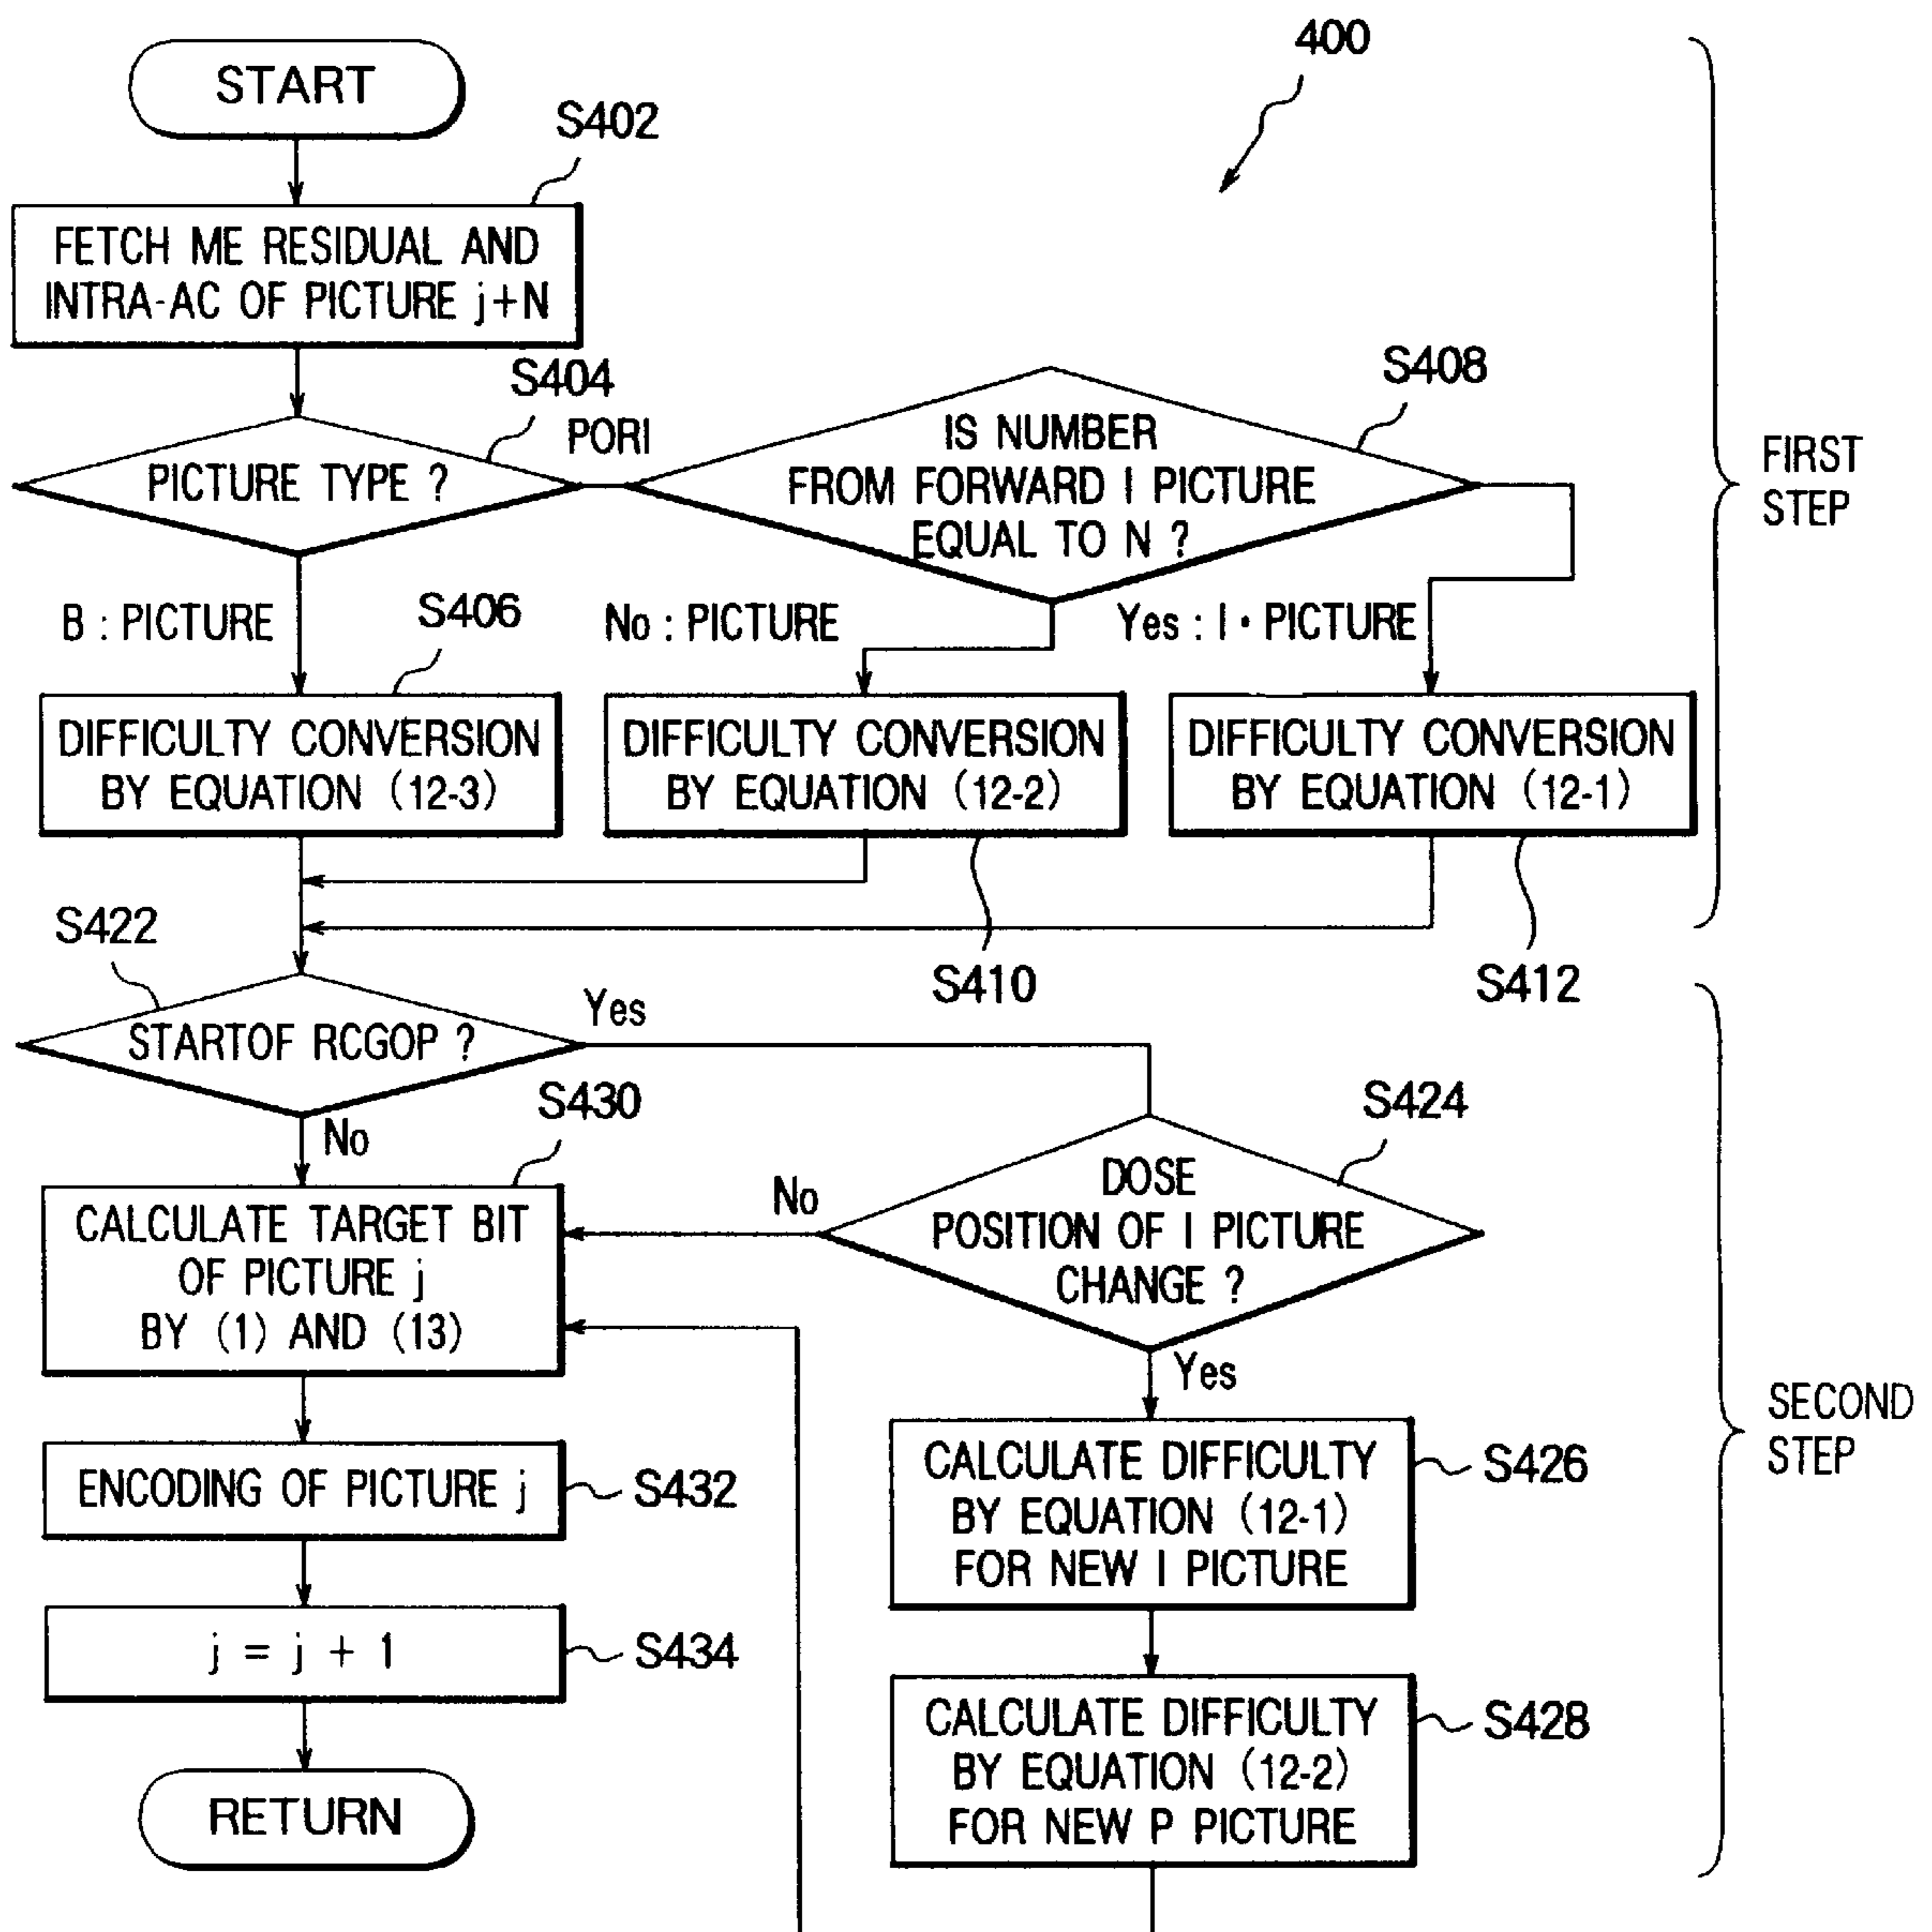 400
START
S402
FETCH ME RESIDUAL AND
INTRA-AC OF PICTURE j+N
S404
PORI
S408
PICTURE TYPE ?
IS NUMBER
FROM FORWARD I PICTURE
EQUAL TO N ?
FIRST
STEP
B : PICTURE
S406
No : PICTURE
Yes : I · PICTURE
DIFFICULTY CONVERSION
BY EQUATION (12-3)
DIFFICULTY CONVERSION
BY EQUATION (12-2)
DIFFICULTY CONVERSION
BY EQUATION (12-1)
S410
S412
S422
STARTOF RCGOP ?
Yes
No
S430
S424
DOSE
POSITION OF I PICTURE
CHANGE ?
No
Yes
CALCULATE TARGET BIT
OF PICTURE j
BY (1) AND (13)
SECOND
STEP
ENCODING OF PICTURE j
S432
CALCULATE DIFFICULTY
BY EQUATION (12-1)
FOR NEW I PICTURE
S426
j = j + 1
S434
CALCULATE DIFFICULTY
BY EQUATION (12-2)
FOR NEW P PICTURE
S428
RETURN